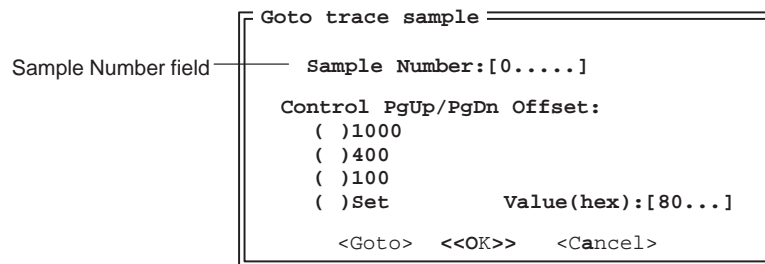 Goto trace sample
Sample Number field
Sample Number:[0.....]
Control PgUp/PgDn Offset:
( )1000
( )400
( )100
( )Set Value(hex):[80...]
<Goto> <<OK>> <Cancel>